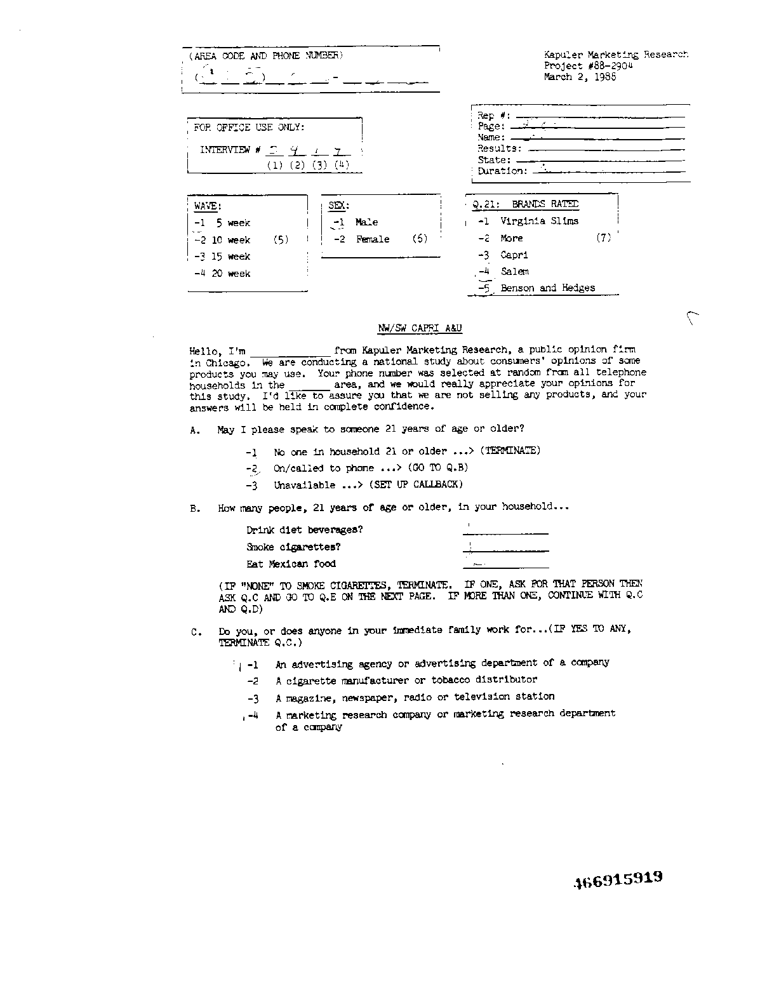 (AREA CODE AND PHONE NUMBER)
Kapuler Marketing Research
Project #88-2904
March 2, 1988
FOR OFFICE USE ONLY:
INTERVIEW #
(1) (2) (3) (4)
Rep #:
Page:
Name:
Results:
State:
Duration:
WAVE:
-1 5 week
-2 10 week (5)
-3 15 week
-4 20 week
SEX:
-1 Male
-2 Female (6)
Q.21: BRANDS RATED
-1 Virginia Slims
-2 More (7)
-3 Capri
-4 Salem
-5 Benson and Hedges
NW/SW CAPRI A&U
Hello, I'm ____________ from Kapuler Marketing Research, a public opinion firm
in Chicago. We are conducting a national study about consumers' opinions of some
products you may use. Your phone number was selected at random from all telephone
households in the ______ area, and we would really appreciate your opinions for
this study. I'd like to assure you that we are not selling any products, and your
answers will be held in complete confidence.
A. May I please speak to someone 21 years of age or older?
-1 No one in household 21 or older ...> (TERMINATE)
-2 On/called to phone ...> (GO TO Q.B)
-3 Unavailable ...> (SET UP CALLBACK)
B. How many people, 21 years of age or older, in your household...
Drink diet beverages?
Smoke cigarettes?
Eat Mexican food
(IF "NONE" TO SMOKE CIGARETTES, TERMINATE. IF ONE, ASK FOR THAT PERSON THEN
ASK Q.C AND GO TO Q.E ON THE NEXT PAGE. IF MORE THAN ONE, CONTINUE WITH Q.C
AND Q.D)
C. Do you, or does anyone in your immediate family work for...(IF YES TO ANY,
TERMINATE Q.C.)
-1 An advertising agency or advertising department of a company
-2 A cigarette manufacturer or tobacco distributor
-3 A magazine, newspaper, radio or television station
-4 A marketing research company or marketing research department
of a company
466915919